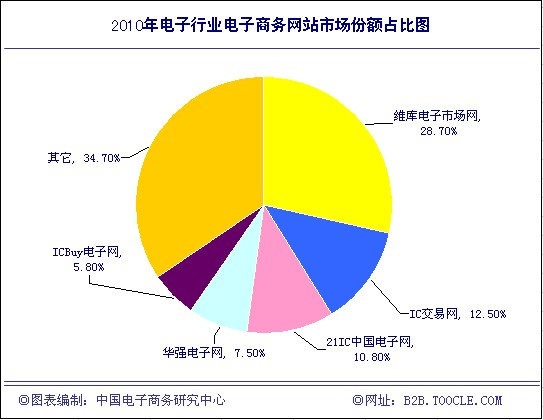 2010年电子行业电子商务网站市场份额占比图
维库电子市场网,
28.70%
其它, 34.70%
ICBuy电子网,
5.80%
IC交易网, 12.50%
21IC中国电子网,
10.80%
华强电子网, 7.50%
◎图表编制: 中国电子商务研究中心
◎网址: B2B.TOOCLE.COM